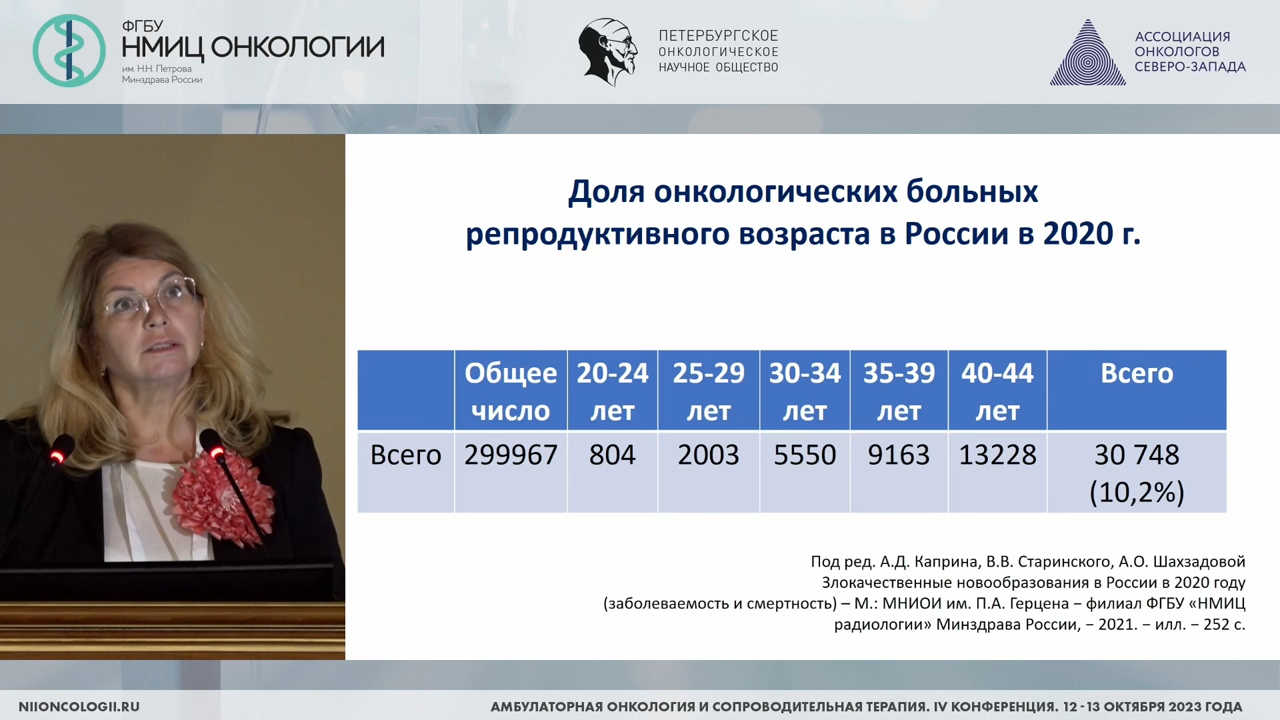 ФГБУ
НМИЦ ОНКОЛОГИИ
им. Н.Н. Петрова
Минздрава России
ПЕТЕРБУРГСКОЕ
ОНКОЛОГИЧЕСКОЕ
НАУЧНОЕ ОБЩЕСТВО
АССОЦИАЦИЯ
ОНКОЛОГОВ
СЕВЕРО-ЗАПАДА
Доля онкологических больных
репродуктивного возраста в России в 2020 г.
Общее число 20-24 лет 25-29 лет 30-34 лет 35-39 лет 40-44 лет Всего
Всего 299967 804 2003 5550 9163 13228 30 748 (10,2%)
Под ред. А.Д. Каприна, В.В. Старинского, А.О. Шахзадовой
Злокачественные новообразования в России в 2020 году
(заболеваемость и смертность) – М.: МНИОИ им. П.А. Герцена − филиал ФГБУ «НМИЦ
радиологии» Минздрава России, − 2021. − илл. − 252 с.
NIIONCOLOGII.RU
АМБУЛАТОРНАЯ ОНКОЛОГИЯ И СОПРОВОДИТЕЛЬНАЯ ТЕРАПИЯ. IV КОНФЕРЕНЦИЯ. 12-13 ОКТЯБРЯ 2023 ГОДА